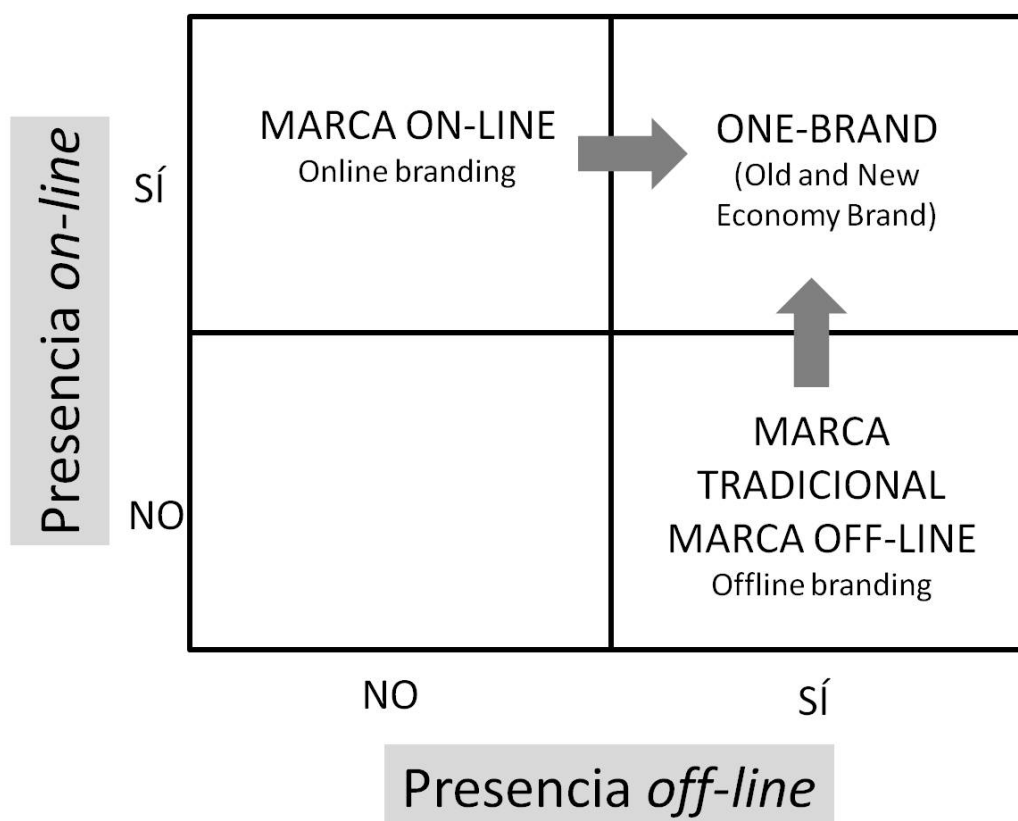 Presencia on-line
SÍ
MARCA ON-LINE
Online branding
ONE-BRAND
(Old and New
Economy Brand)
NO
MARCA
TRADICIONAL
MARCA OFF-LINE
Offline branding
NO
SÍ
Presencia off-line